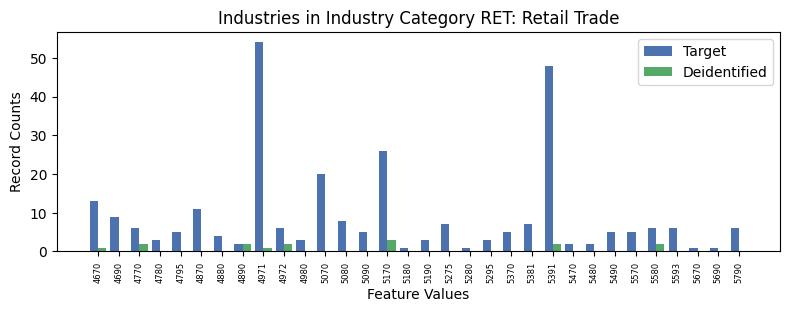 Industries in Industry Category RET: Retail Trade
Target
Deidentified
Record Counts
50
40
30
20
10
0
4670 4690 4770 4780 4795 4870 4880 4890 4971 4972 4980 5070 5080 5090 5170 5180 5190 5275 5280 5295 5370 5381 5391 5470 5480 5490 5570 5580 5593 5670 5690 5790
Feature Values